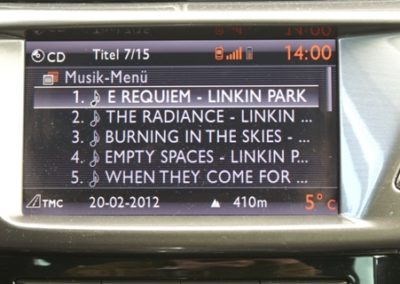 CD Titel 7/15 14:00
Musik-Menü
1. E REQUIEM - LINKIN PARK
2. THE RADIANCE - LINKIN ...
3. BURNING IN THE SKIES - ...
4. EMPTY SPACES - LINKIN P...
5. WHEN THEY COME FOR ...
TMC 20-02-2012 ▲ 410m 5°C